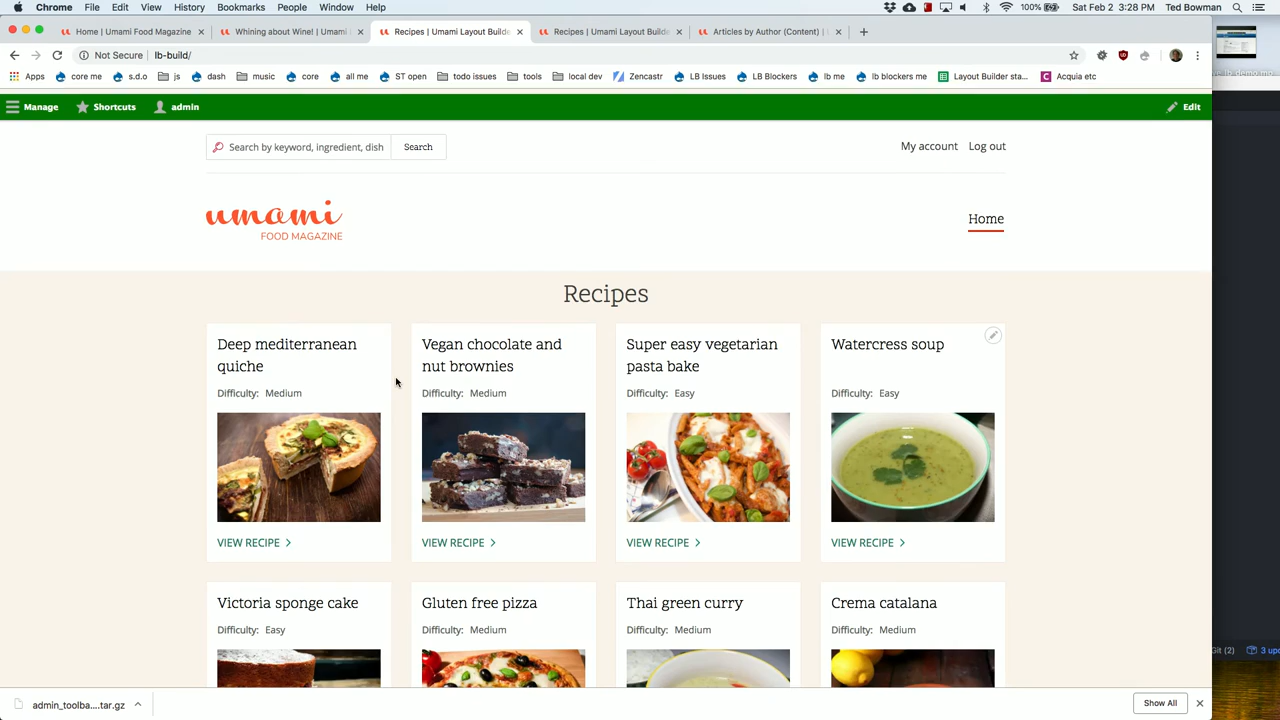 Chrome File Edit View History Bookmarks People Window Help 100% Sat Feb 2 3:28 PM Ted Bowman
Home | Umami Food Magazine Whining about Wine! | Umami Recipes | Umami Layout Builde Recipes | Umami Layout Builde Articles by Author (Content) |
Not Secure lb-build/
Apps core me s.d.o js dash music core all me ST open todo issues tools local dev Zencastr LB Issues LB Blockers lb me lb blockers me Layout Builder sta... Acquia etc
Manage Shortcuts admin Edit
Search by keyword, ingredient, dish Search My account Log out
umami
FOOD MAGAZINE
Home
Recipes
Deep mediterranean
quiche
Difficulty: Medium
VIEW RECIPE
Vegan chocolate and
nut brownies
Difficulty: Medium
VIEW RECIPE
Super easy vegetarian
pasta bake
Difficulty: Easy
VIEW RECIPE
Watercress soup
Difficulty: Easy
VIEW RECIPE
Victoria sponge cake
Difficulty: Easy
Gluten free pizza
Difficulty: Medium
Thai green curry
Difficulty: Medium
Crema catalana
Difficulty: Medium
Git (2) 3 up
admin_toolba....tar.gz Show All